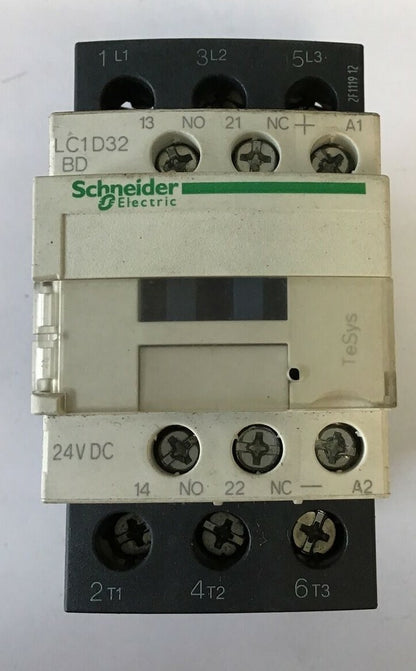 1 L1 3 L2 5 L3
2F1119 12
13 NO 21 NC + A1
LC1D32
BD
Schneider
Electric
TeSys
24V DC
14 NO 22 NC — A2
2 T1 4 T2 6 T3